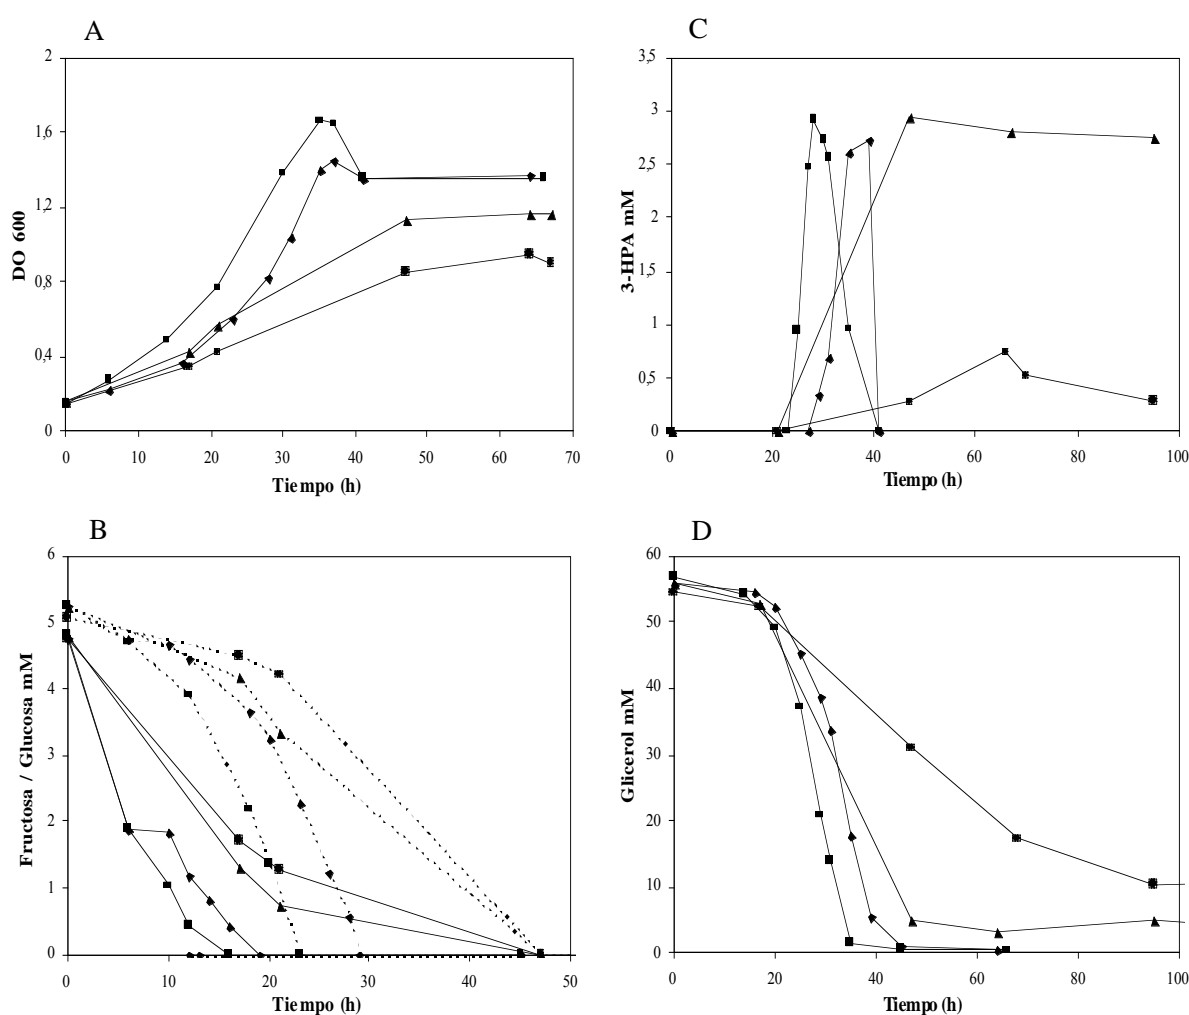 A
2
1,6
1,2
0,8
0,4
0
DO 600
0 10 20 30 40 50 60 70
Tiempo (h)
C
3,5
3
2,5
2
1,5
1
0,5
0
3-HPA mM
0 20 40 60 80 100
Tiempo (h)
B
6
5
4
3
2
1
0
Fructosa / Glucosa mM
0 10 20 30 40 50
Tiempo (h)
D
60
50
40
30
20
10
0
Glicerol mM
0 20 40 60 80 100
Tiempo (h)